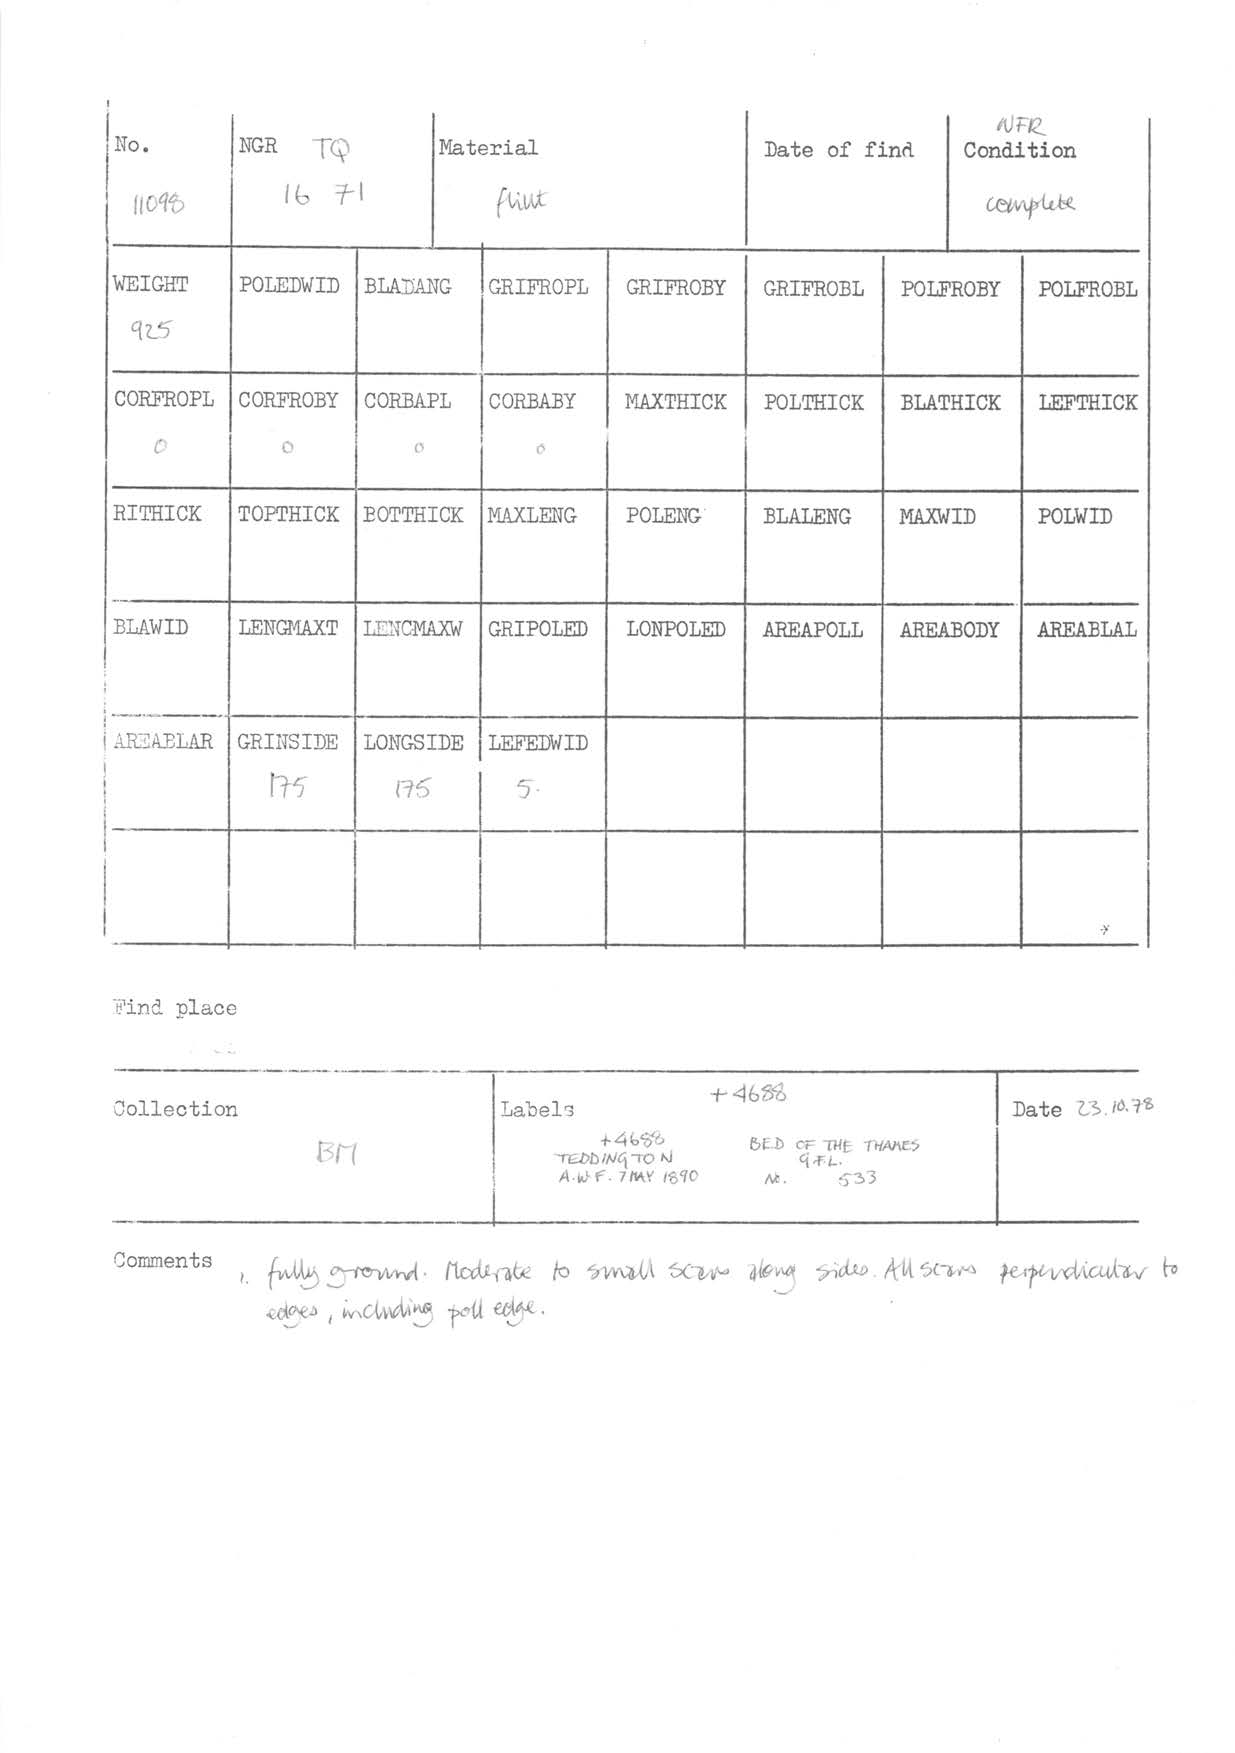 No.
11098
NGR TQ
16 71
Material
flint
Date of find
NFR
Condition
complete
WEIGHT POLEDWID BLADANG GRIFROPL GRIFROBY GRIFROBL POLFROBY POLFROBL
925
CORFROPL CORFROBY CORBAPL CORBABY MAXTHICK POLTHICK BLATHICK LEFTHICK
0 0 0 0
RITHICK TOPTHICK BOTTHICK MAXLENG POLENG BLALENG MAXWID POLWID
BLAWID LENGMAXT LENGMAXW GRIPOLED LONPOLED AREAPOLL AREABODY AREABLAL
AREABLAR GRINSIDE LONGSIDE LEFEDWID
175 175 5.
Find place
Collection
BM
Labels
+4688
+4688
TEDDINGTON
A.W.F. 7 MAY 1890
BED OF THE THAMES
G.F.L.
No. 533
Date 23.10.78
Comments 1. fully ground. Moderate to small scars along sides. All scars perpendicular to
edges, including poll edge.